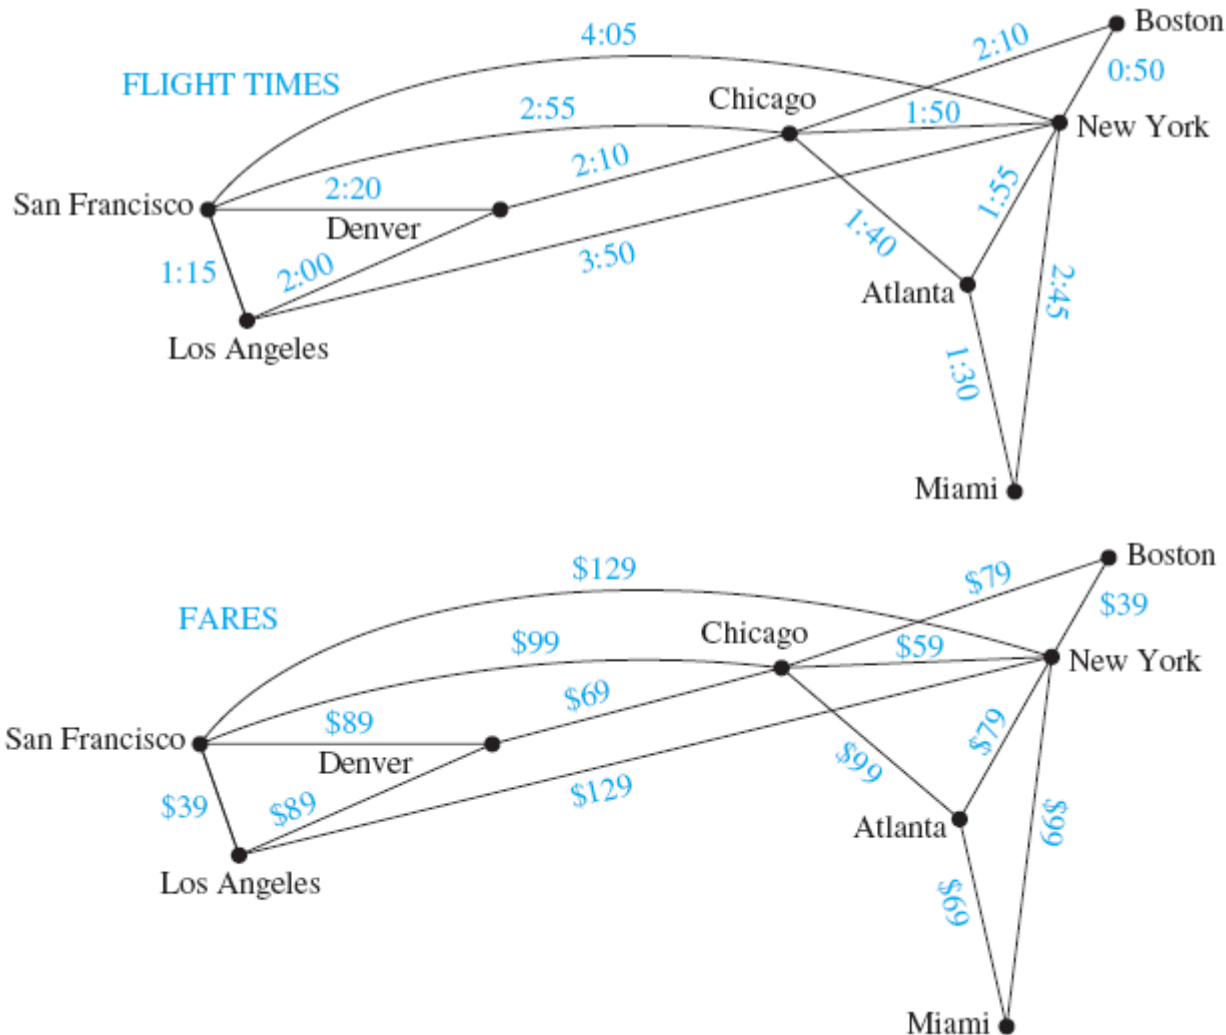 4:05
2:10
Boston
FLIGHT TIMES
0:50
Chicago
2:55
1:50
New York
2:10
2:20
San Francisco
Denver
1:55
1:40
1:15
2:00
3:50
Atlanta
2:45
Los Angeles
1:30
Miami
$129
$79
Boston
FARES
$39
Chicago
$99
$59
New York
$69
$89
San Francisco
Denver
$79
$99
$39
$89
$129
Atlanta
$99
Los Angeles
$69
Miami